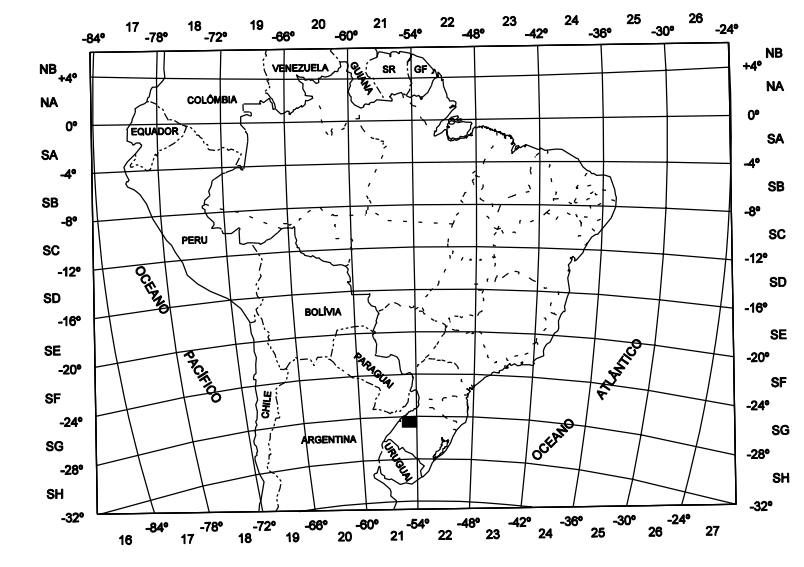 17 18 19 20 21 22 23 24 25 26
-84° -78° -72° -66° -60° -54° -48° -42° -36° -30° -24°
NB NB
+4° +4°
NA NA
0° 0°
SA SA
-4° -4°
SB SB
-8° -8°
SC SC
-12° -12°
SD SD
-16° -16°
SE SE
-20° -20°
SF SF
-24° -24°
SG SG
-28° -28°
SH SH
-32° -32°
VENEZUELA
GUIANA
SR
GF
COLÔMBIA
EQUADOR
PERU
OCEANO
PACÍFICO
BOLÍVIA
PARAGUAI
CHILE
ARGENTINA
URUGUAI
OCEANO
ATLÂNTICO
-84° -78° -72° -66° -60° -54° -48° -42° -36° -30° -24°
16 17 18 19 20 21 22 23 24 25 26 27